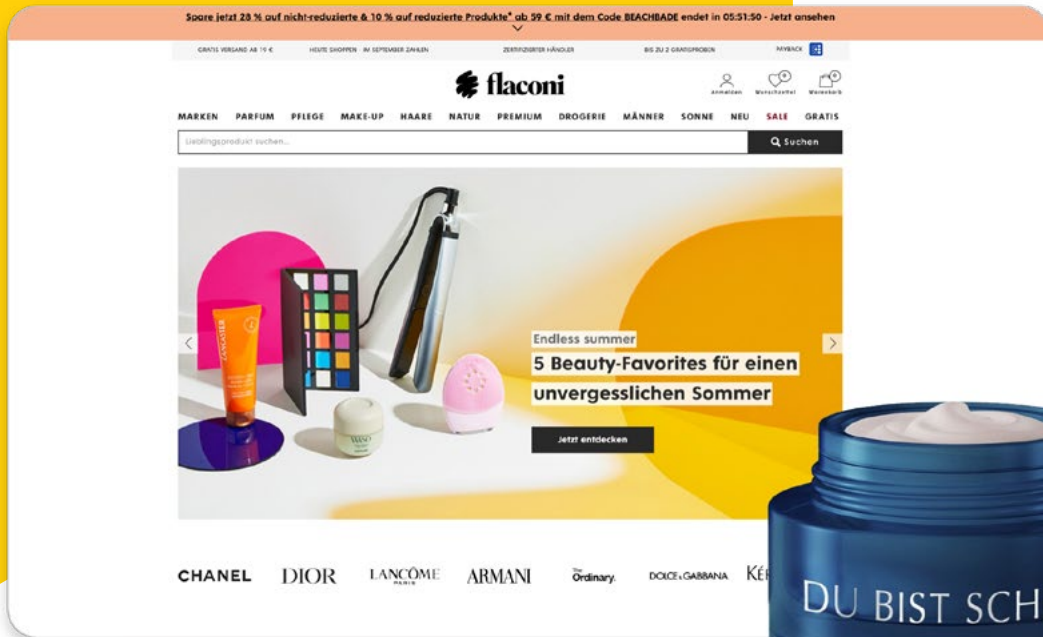 Spare jetzt 28 % auf nicht-reduzierte & 10 % auf reduzierte Produkte* ab 59 € mit dem Code BEACHBADE endet in 05:51:50 - Jetzt ansehen
GRATIS VERSAND AB 19 € HEUTE SHOPPEN - IM SEPTEMBER ZAHLEN ZERTIFIZIERTER HÄNDLER BIS ZU 2 GRATISPROBEN PAYBACK
flaconi
Anmelden Wunschzettel Warenkorb
MARKEN PARFUM PFLEGE MAKE-UP HAARE NATUR PREMIUM DROGERIE MÄNNER SONNE NEU SALE GRATIS
Lieblingsprodukt suchen... Suchen
LANCASTER
WASO
Endless summer
5 Beauty-Favorites für einen
unvergesslichen Sommer
Jetzt entdecken
CHANEL DIOR LANCÔME PARIS ARMANI The Ordinary. DOLCE & GABBANA KÉ
DU BIST SCH